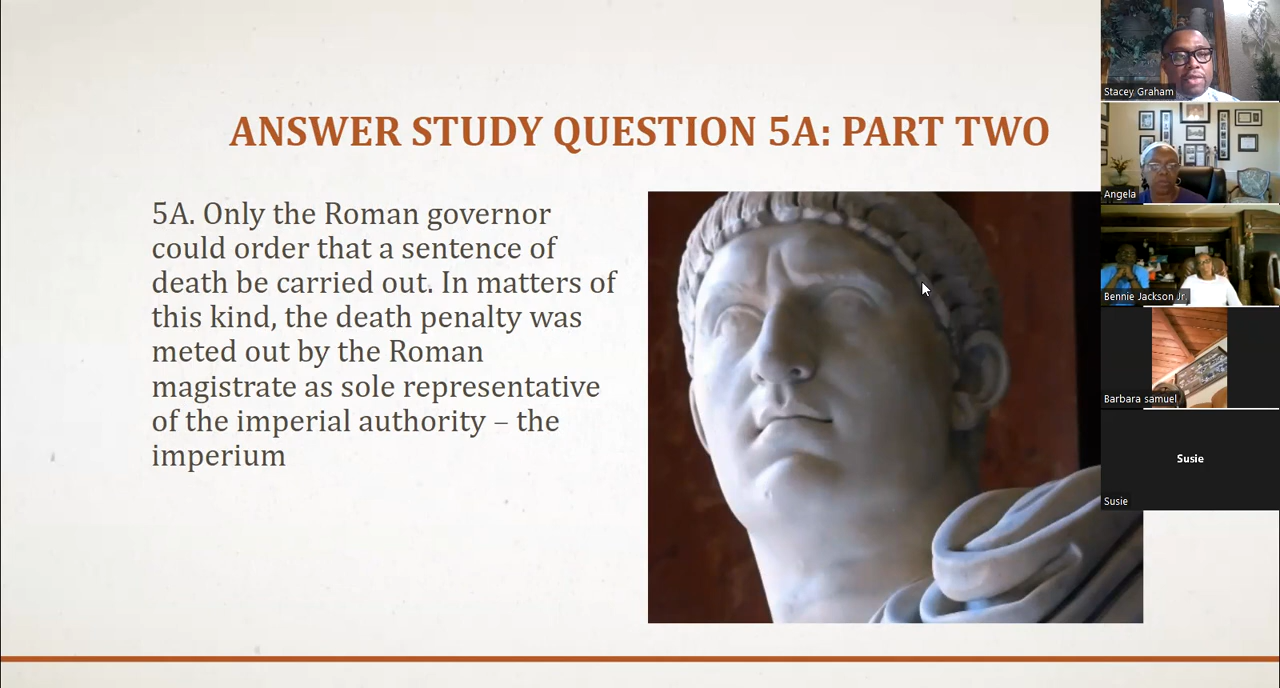 ANSWER STUDY QUESTION 5A: PART TWO
5A. Only the Roman governor
could order that a sentence of
death be carried out. In matters of
this kind, the death penalty was
meted out by the Roman
magistrate as sole representative
of the imperial authority – the
imperium
Stacey Graham
Angela
Bennie Jackson Jr.
Barbara samuel
Susie
Susie